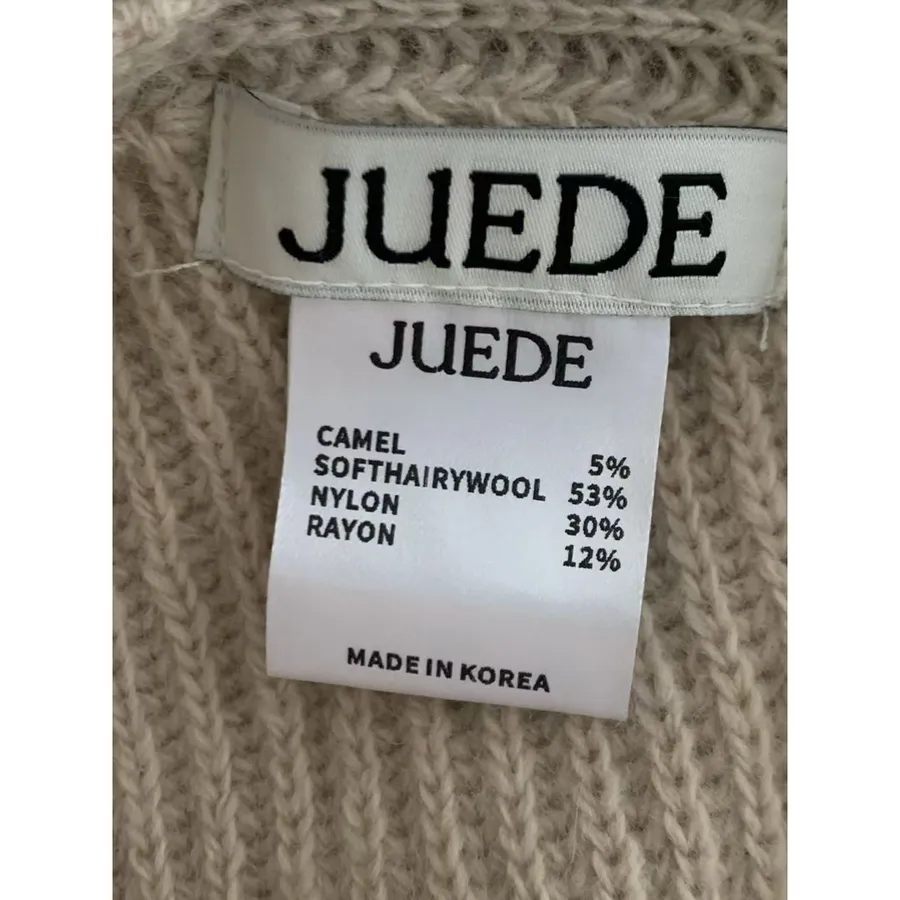 JUEDE
JUEDE
CAMEL 5%
SOFTHAIRYWOOL 53%
NYLON 30%
RAYON 12%
MADE IN KOREA